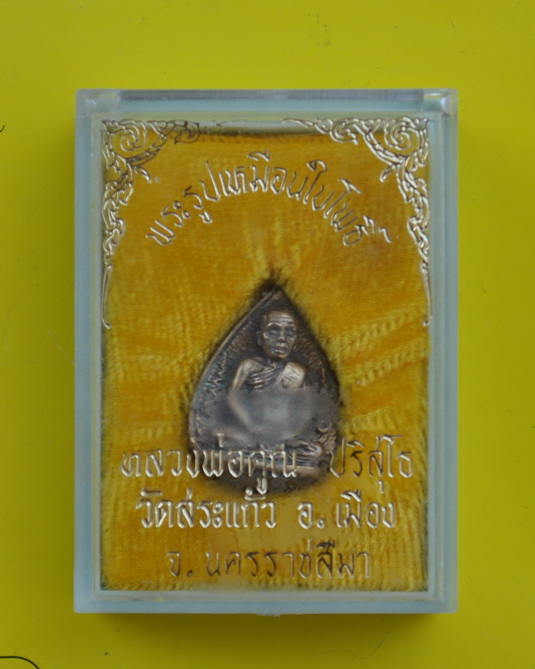 พระรูปเหมือนใบโพธิ์
หลวงพ่อคูณ ปริสุทโธ
วัดสระแก้ว อ. เมือง
จ. นครราชสีมา